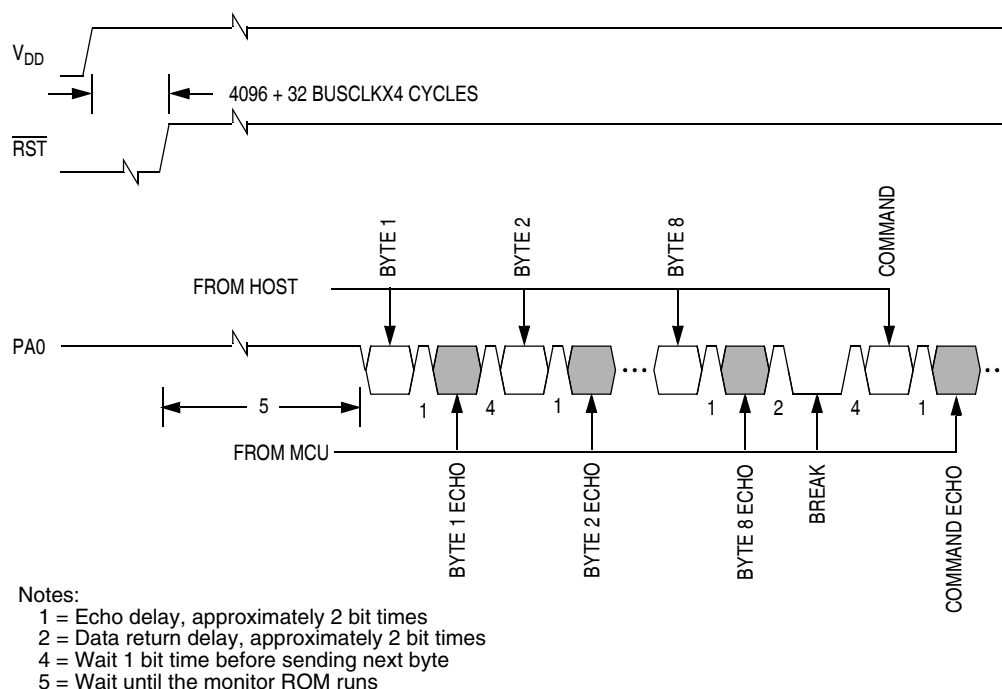 VDD
4096 + 32 BUSCLKX4 CYCLES
RST
BYTE 1
BYTE 2
BYTE 8
COMMAND
FROM HOST
PA0
1
4
1
1
2
4
1
5
FROM MCU
BYTE 1 ECHO
BYTE 2 ECHO
BYTE 8 ECHO
BREAK
COMMAND ECHO
Notes:
1 = Echo delay, approximately 2 bit times
2 = Data return delay, approximately 2 bit times
4 = Wait 1 bit time before sending next byte
5 = Wait until the monitor ROM runs